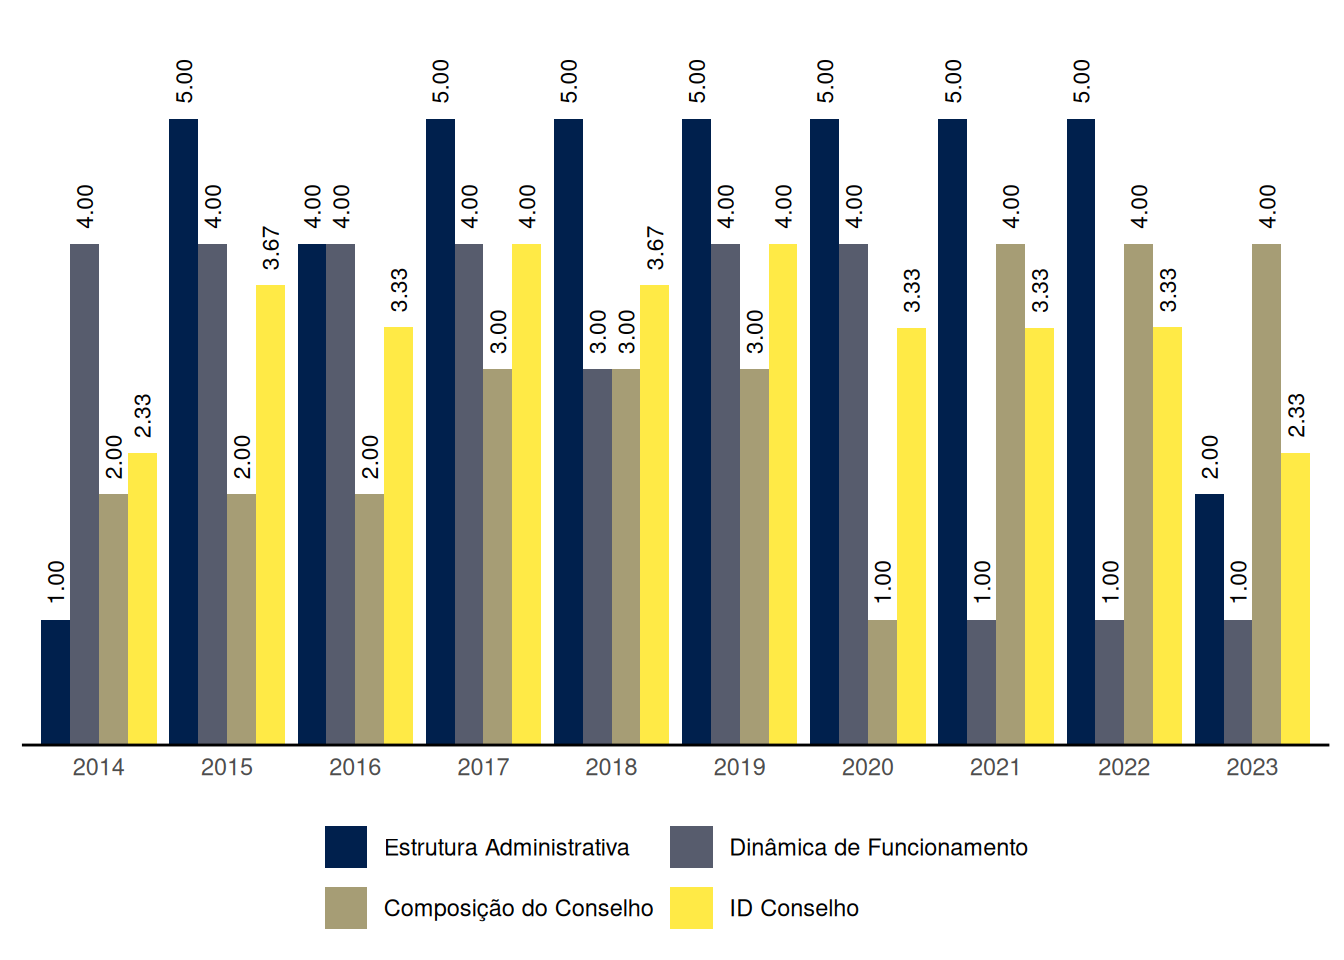 5.00 5.00 5.00 5.00 5.00 5.00 5.00
4.00 4.00 4.00 4.00 4.00 4.00 4.00 4.00 4.00 4.00 4.00 4.00
3.67 3.67
3.33 3.33 3.33 3.33
3.00 3.00 3.00 3.00
2.33 2.33
2.00 2.00 2.00 2.00
1.00 1.00 1.00 1.00 1.00
2014 2015 2016 2017 2018 2019 2020 2021 2022 2023
Estrutura Administrativa Dinâmica de Funcionamento
Composição do Conselho ID Conselho